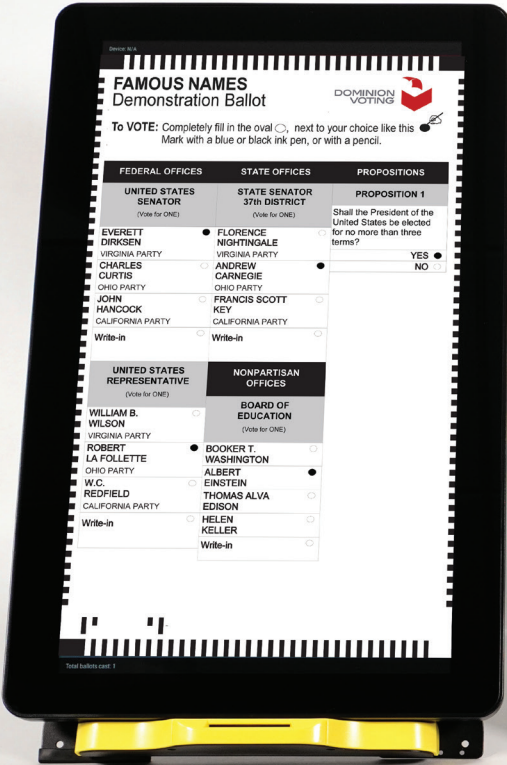 Device: N/A
FAMOUS NAMES
Demonstration Ballot
DOMINION
VOTING
To VOTE: Completely fill in the oval , next to your choice like this
Mark with a blue or black ink pen, or with a pencil.
FEDERAL OFFICES
UNITED STATES
SENATOR
(Vote for ONE)
EVERETT
DIRKSEN
VIRGINIA PARTY
CHARLES
CURTIS
OHIO PARTY
JOHN
HANCOCK
CALIFORNIA PARTY
Write-in
UNITED STATES
REPRESENTATIVE
(Vote for ONE)
WILLIAM B.
WILSON
VIRGINIA PARTY
ROBERT
LA FOLLETTE
OHIO PARTY
W.C.
REDFIELD
CALIFORNIA PARTY
Write-in
STATE OFFICES
STATE SENATOR
37th DISTRICT
(Vote for ONE)
FLORENCE
NIGHTINGALE
VIRGINIA PARTY
ANDREW
CARNEGIE
OHIO PARTY
FRANCIS SCOTT
KEY
CALIFORNIA PARTY
Write-in
NONPARTISAN
OFFICES
BOARD OF
EDUCATION
(Vote for ONE)
BOOKER T.
WASHINGTON
ALBERT
EINSTEIN
THOMAS ALVA
EDISON
HELEN
KELLER
Write-in
PROPOSITIONS
PROPOSITION 1
Shall the President of the
United States be elected
for no more than three
terms?
YES
NO
Total ballots cast: 1